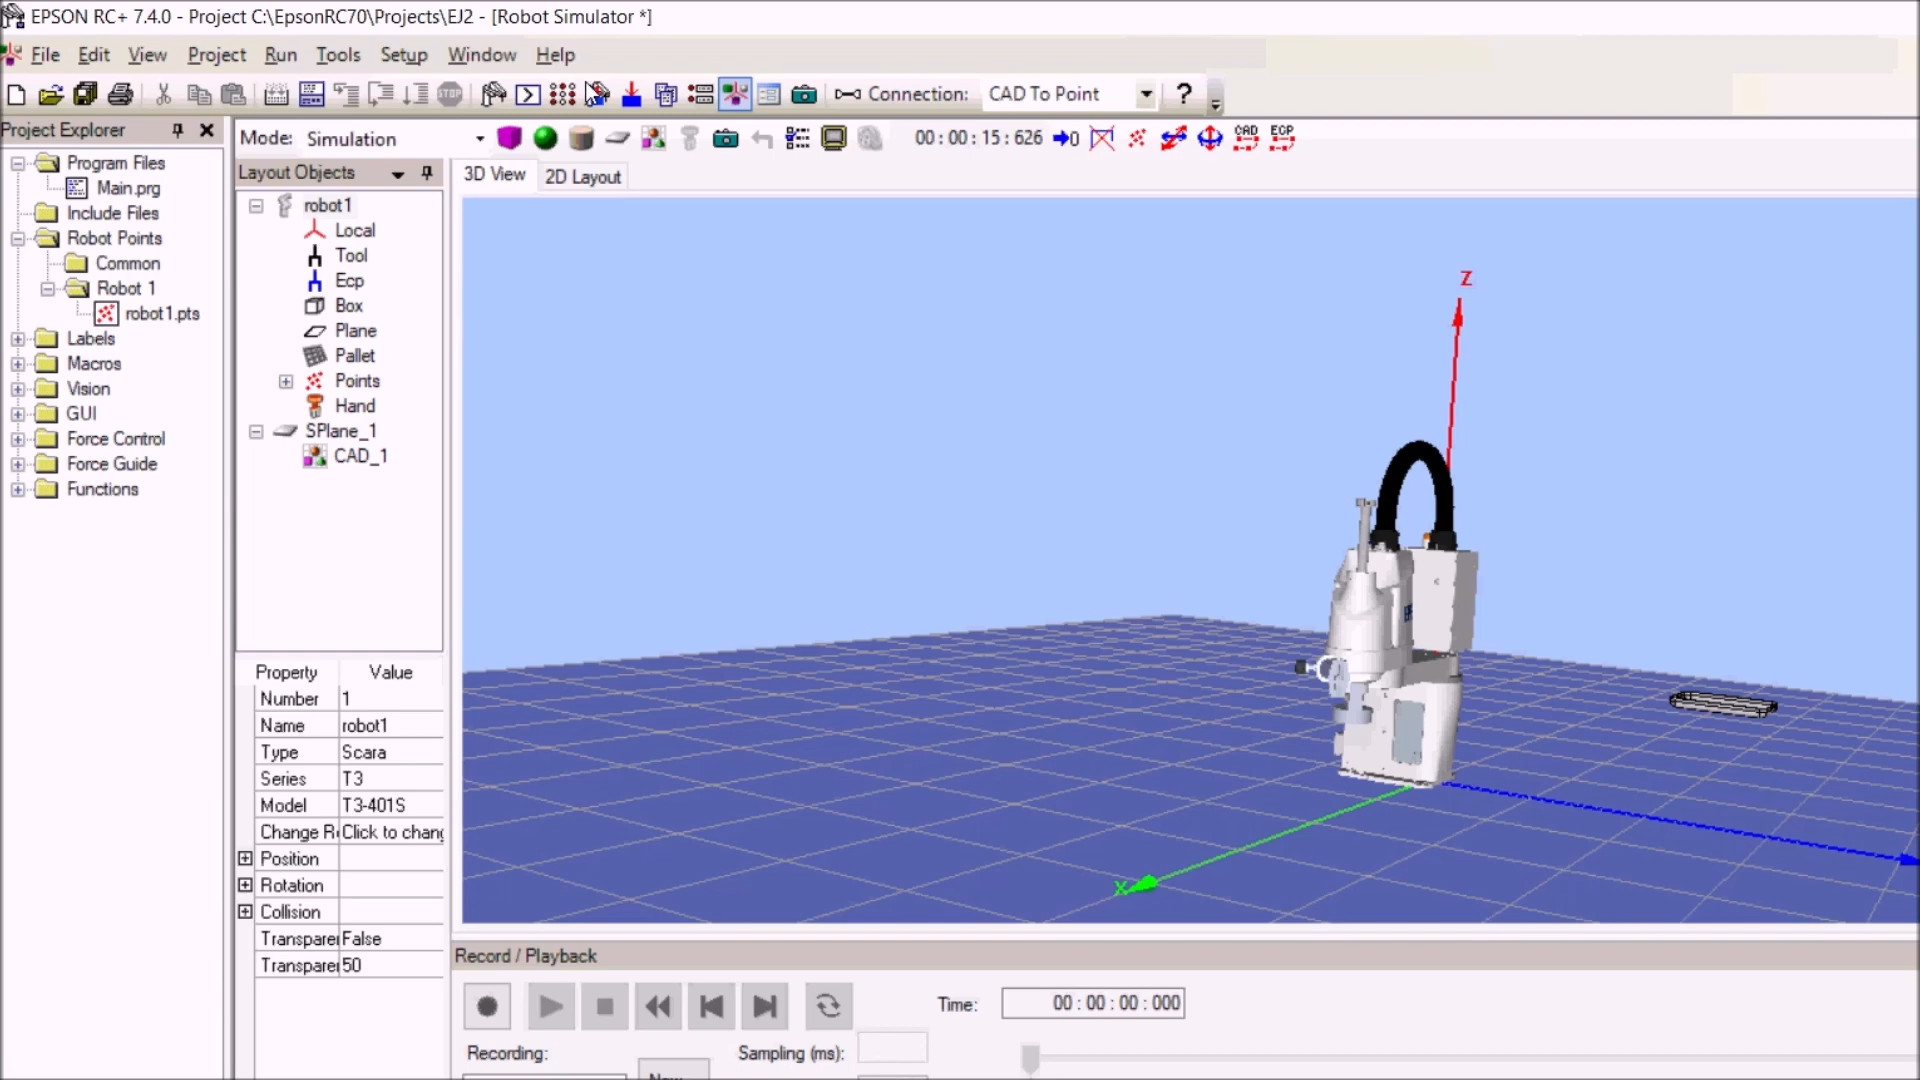 EPSON RC+ 7.4.0 - Project C:\EpsonRC70\Projects\EJ2 - [Robot Simulator *]
File Edit View Project Run Tools Setup Window Help
STOP Connection: CAD To Point ?
Project Explorer
Program Files
Main.prg
Include Files
Robot Points
Common
Robot 1
robot1.pts
Labels
Macros
Vision
GUI
Force Control
Force Guide
Functions
Mode: Simulation 00 : 00 : 15 : 626 0 CAD ECP
Layout Objects
robot1
Local
Tool
Ecp
Box
Plane
Pallet
Points
Hand
SPlane_1
CAD_1
Property Value
Number 1
Name robot1
Type Scara
Series T3
Model T3-401S
Change R Click to chang
Position
Rotation
Collision
Transparen False
Transparen 50
3D View 2D Layout
Z
X
Record / Playback
Time: 00 : 00 : 00 : 000
Recording: Sampling (ms):